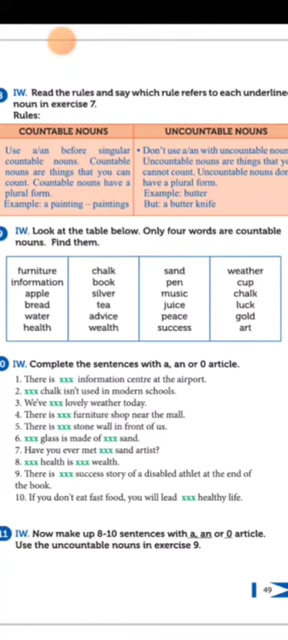 IW. Read the rules and say which rule refers to each underline
noun in exercise 7.
Rules:
COUNTABLE NOUNS
Use a/an before singular
countable nouns. Countable
nouns are things that you can
count. Countable nouns have a
plural form.
Example: a painting – paintings
UNCOUNTABLE NOUNS
• Don't use a/an with uncountable noun
Uncountable nouns are things that yo
cannot count. Uncountable nouns don
have a plural form.
Example: butter
But: a butter knife
IW. Look at the table below. Only four words are countable
nouns. Find them.
furniture
information
apple
bread
water
health
chalk
book
silver
tea
advice
wealth
sand
pen
music
juice
peace
success
weather
cup
chalk
luck
gold
art
0 IW. Complete the sentences with a, an or 0 article.
1. There is xxx information centre at the airport.
2. xxx chalk isn't used in modern schools.
3. We've xxx lovely weather today.
4. There is xxx furniture shop near the mall.
5. There is xxx stone wall in front of us.
6. xxx glass is made of xxx sand.
7. Have you ever met xxx sand artist?
8. xxx health is xxx wealth.
9. There is xxx success story of a disabled athlet at the end of
the book.
10. If you don't eat fast food, you will lead xxx healthy life.
11 IW. Now make up 8-10 sentences with a, an or 0 article.
Use the uncountable nouns in exercise 9.
49